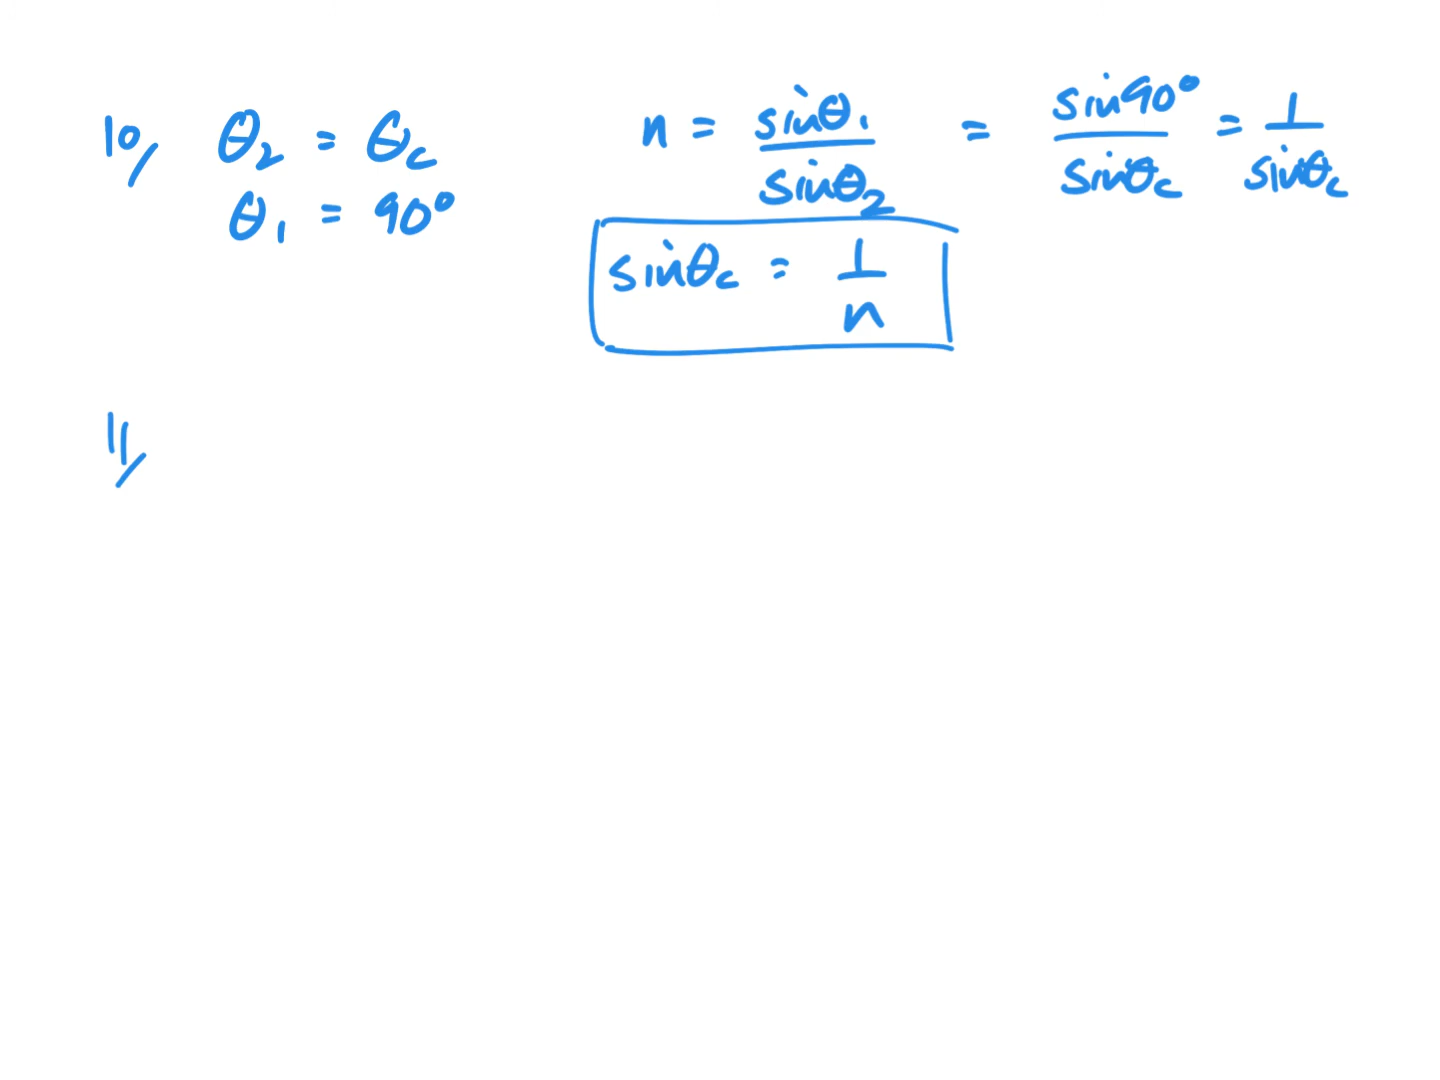 10/ θ₂ = θc n = sinθ₁/sinθ₂ = sin90°/sinθc = 1/sinθc
θ₁ = 90°
sinθc = 1/n
11/